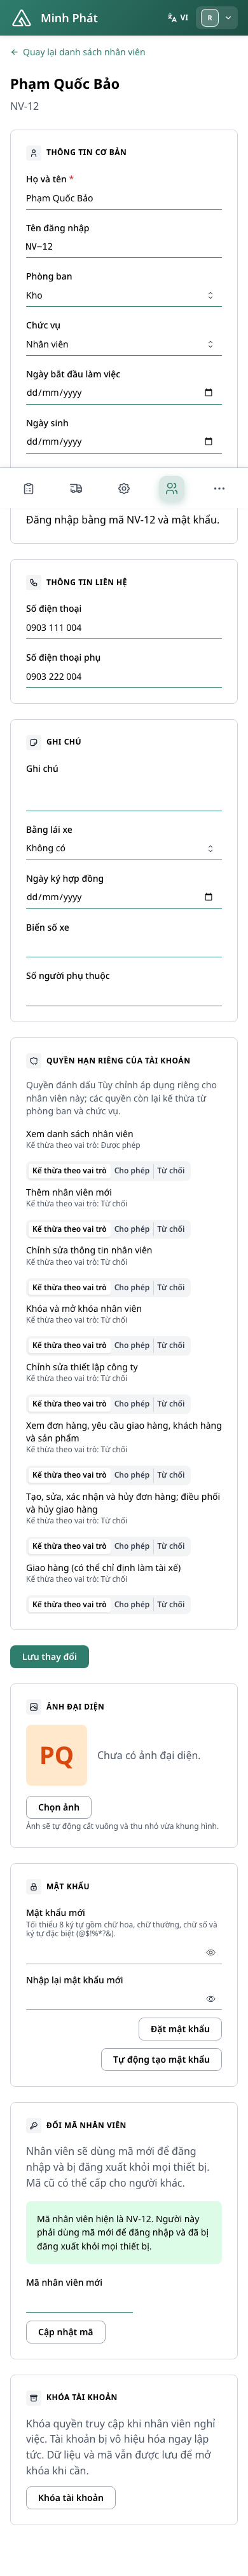 Minh Phát
VI
R
Quay lại danh sách nhân viên
Phạm Quốc Bảo
NV-12
THÔNG TIN CƠ BẢN
Họ và tên *
Phạm Quốc Bảo
Tên đăng nhập
NV-12
Phòng ban
Kho
Chức vụ
Nhân viên
Ngày bắt đầu làm việc
dd/mm/yyyy
Ngày sinh
dd/mm/yyyy
Đăng nhập bằng mã NV-12 và mật khẩu.
THÔNG TIN LIÊN HỆ
Số điện thoại
0903 111 004
Số điện thoại phụ
0903 222 004
GHI CHÚ
Ghi chú
Bằng lái xe
Không có
Ngày ký hợp đồng
dd/mm/yyyy
Biển số xe
Số người phụ thuộc
QUYỀN HẠN RIÊNG CỦA TÀI KHOẢN
Quyền đánh dấu Tùy chỉnh áp dụng riêng cho
nhân viên này; các quyền còn lại kế thừa từ
phòng ban và chức vụ.
Xem danh sách nhân viên
Kế thừa theo vai trò: Được phép
Kế thừa theo vai trò Cho phép Từ chối
Thêm nhân viên mới
Kế thừa theo vai trò: Từ chối
Kế thừa theo vai trò Cho phép Từ chối
Chỉnh sửa thông tin nhân viên
Kế thừa theo vai trò: Từ chối
Kế thừa theo vai trò Cho phép Từ chối
Khóa và mở khóa nhân viên
Kế thừa theo vai trò: Từ chối
Kế thừa theo vai trò Cho phép Từ chối
Chỉnh sửa thiết lập công ty
Kế thừa theo vai trò: Từ chối
Kế thừa theo vai trò Cho phép Từ chối
Xem đơn hàng, yêu cầu giao hàng, khách hàng
và sản phẩm
Kế thừa theo vai trò: Từ chối
Kế thừa theo vai trò Cho phép Từ chối
Tạo, sửa, xác nhận và hủy đơn hàng; điều phối
và hủy giao hàng
Kế thừa theo vai trò: Từ chối
Kế thừa theo vai trò Cho phép Từ chối
Giao hàng (có thể chỉ định làm tài xế)
Kế thừa theo vai trò: Từ chối
Kế thừa theo vai trò Cho phép Từ chối
Lưu thay đổi
ẢNH ĐẠI DIỆN
PQ
Chưa có ảnh đại diện.
Chọn ảnh
Ảnh sẽ tự động cắt vuông và thu nhỏ vừa khung hình.
MẬT KHẨU
Mật khẩu mới
Tối thiểu 8 ký tự gồm chữ hoa, chữ thường, chữ số và
ký tự đặc biệt (@$!%*?&).
Nhập lại mật khẩu mới
Đặt mật khẩu
Tự động tạo mật khẩu
ĐỔI MÃ NHÂN VIÊN
Nhân viên sẽ dùng mã mới để đăng
nhập và bị đăng xuất khỏi mọi thiết bị.
Mã cũ có thể cấp cho người khác.
Mã nhân viên hiện là NV-12. Người này
phải dùng mã mới để đăng nhập và đã bị
đăng xuất khỏi mọi thiết bị.
Mã nhân viên mới
Cập nhật mã
KHÓA TÀI KHOẢN
Khóa quyền truy cập khi nhân viên nghỉ
việc. Tài khoản bị vô hiệu hóa ngay lập
tức. Dữ liệu và mã vẫn được lưu để mở
khóa khi cần.
Khóa tài khoản